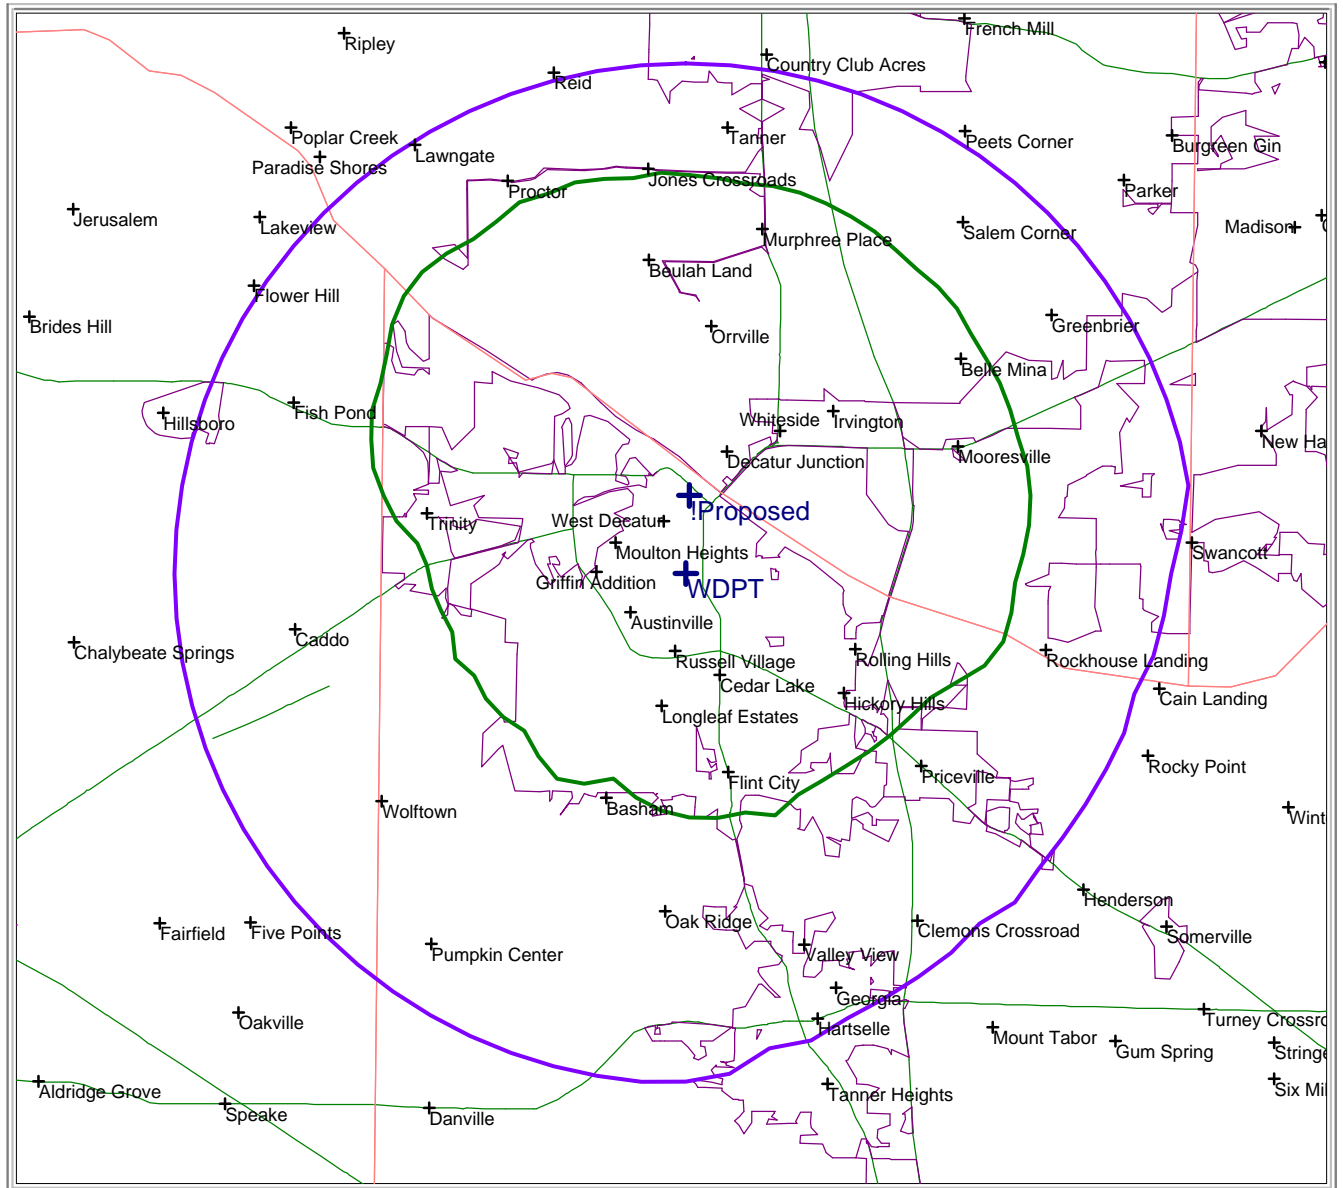 French Mill
Ripley
Country Club Acres
Reid
Poplar Creek
Tanner
Peets Corner
Burgreen Gin
Lawngate
Paradise Shores
Jones Crossroads
Proctor
Parker
Jerusalem
Lakeview
Madison
Salem Corner
Murphree Place
Beulah Land
Flower Hill
Brides Hill
Greenbrier
Orrville
Belle Mina
Fish Pond
Hillsboro
Whiteside
Irvington
New Ha
Decatur Junction
Mooresville
!Proposed
Trinity
West Decatur
Moulton Heights
Swancott
Griffin Addition
WDPT
Austinville
Caddo
Chalybeate Springs
Russell Village
Rolling Hills
Rockhouse Landing
Cedar Lake
Cain Landing
Hickory Hills
Longleaf Estates
Rocky Point
Priceville
Flint City
Wolftown
Basham
Wint
Henderson
Oak Ridge
Clemons Crossroad
Fairfield
Five Points
Somerville
Pumpkin Center
Valley View
Georgia
Oakville
Turney Crossro
Hartselle
Mount Tabor
Gum Spring
Stringe
Aldridge Grove
Six Mil
Tanner Heights
Speake
Danville